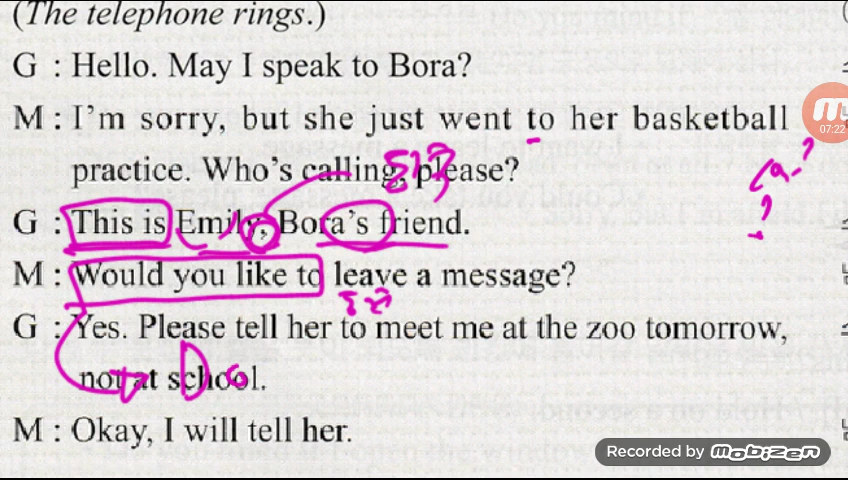 (The telephone rings.)
G : Hello. May I speak to Bora?
M : I'm sorry, but she just went to her basketball
practice. Who's calling, please?
G : This is Emily, Bora's friend.
M : Would you like to leave a message?
G : Yes. Please tell her to meet me at the zoo tomorrow,
not at school.
M : Okay, I will tell her.
07:22
Recorded by mobizen